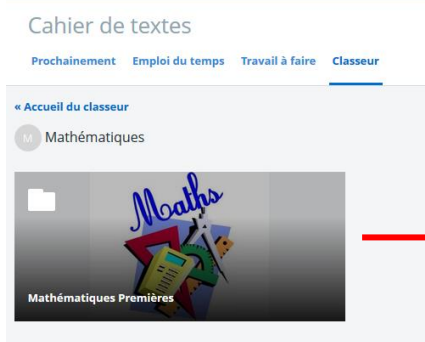 Cahier de textes
Prochainement Emploi du temps Travail à faire Classeur
« Accueil du classeur
M Mathématiques
Maths
Mathématiques Premières